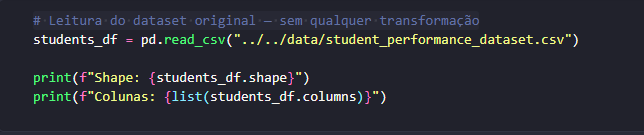 # Leitura do dataset original — sem qualquer transformação
students_df = pd.read_csv("../../data/student_performance_dataset.csv")
print(f"Shape: {students_df.shape}")
print(f"Colunas: {list(students_df.columns)}")